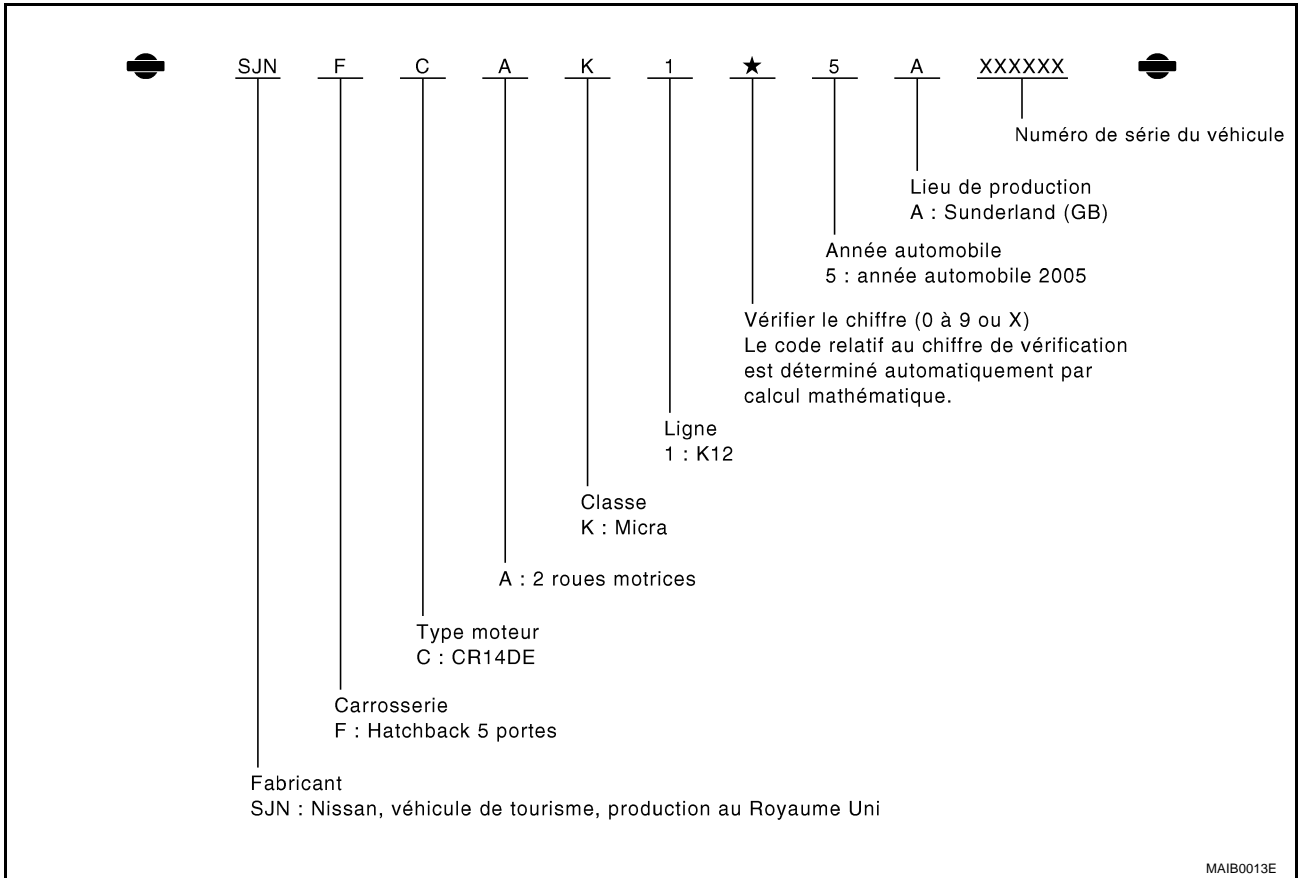 SJN F C A K 1 ★ 5 A XXXXXX
Numéro de série du véhicule
Lieu de production
A : Sunderland (GB)
Année automobile
5 : année automobile 2005
Vérifier le chiffre (0 à 9 ou X)
Le code relatif au chiffre de vérification
est déterminé automatiquement par
calcul mathématique.
Ligne
1 : K12
Classe
K : Micra
A : 2 roues motrices
Type moteur
C : CR14DE
Carrosserie
F : Hatchback 5 portes
Fabricant
SJN : Nissan, véhicule de tourisme, production au Royaume Uni
MAIB0013E